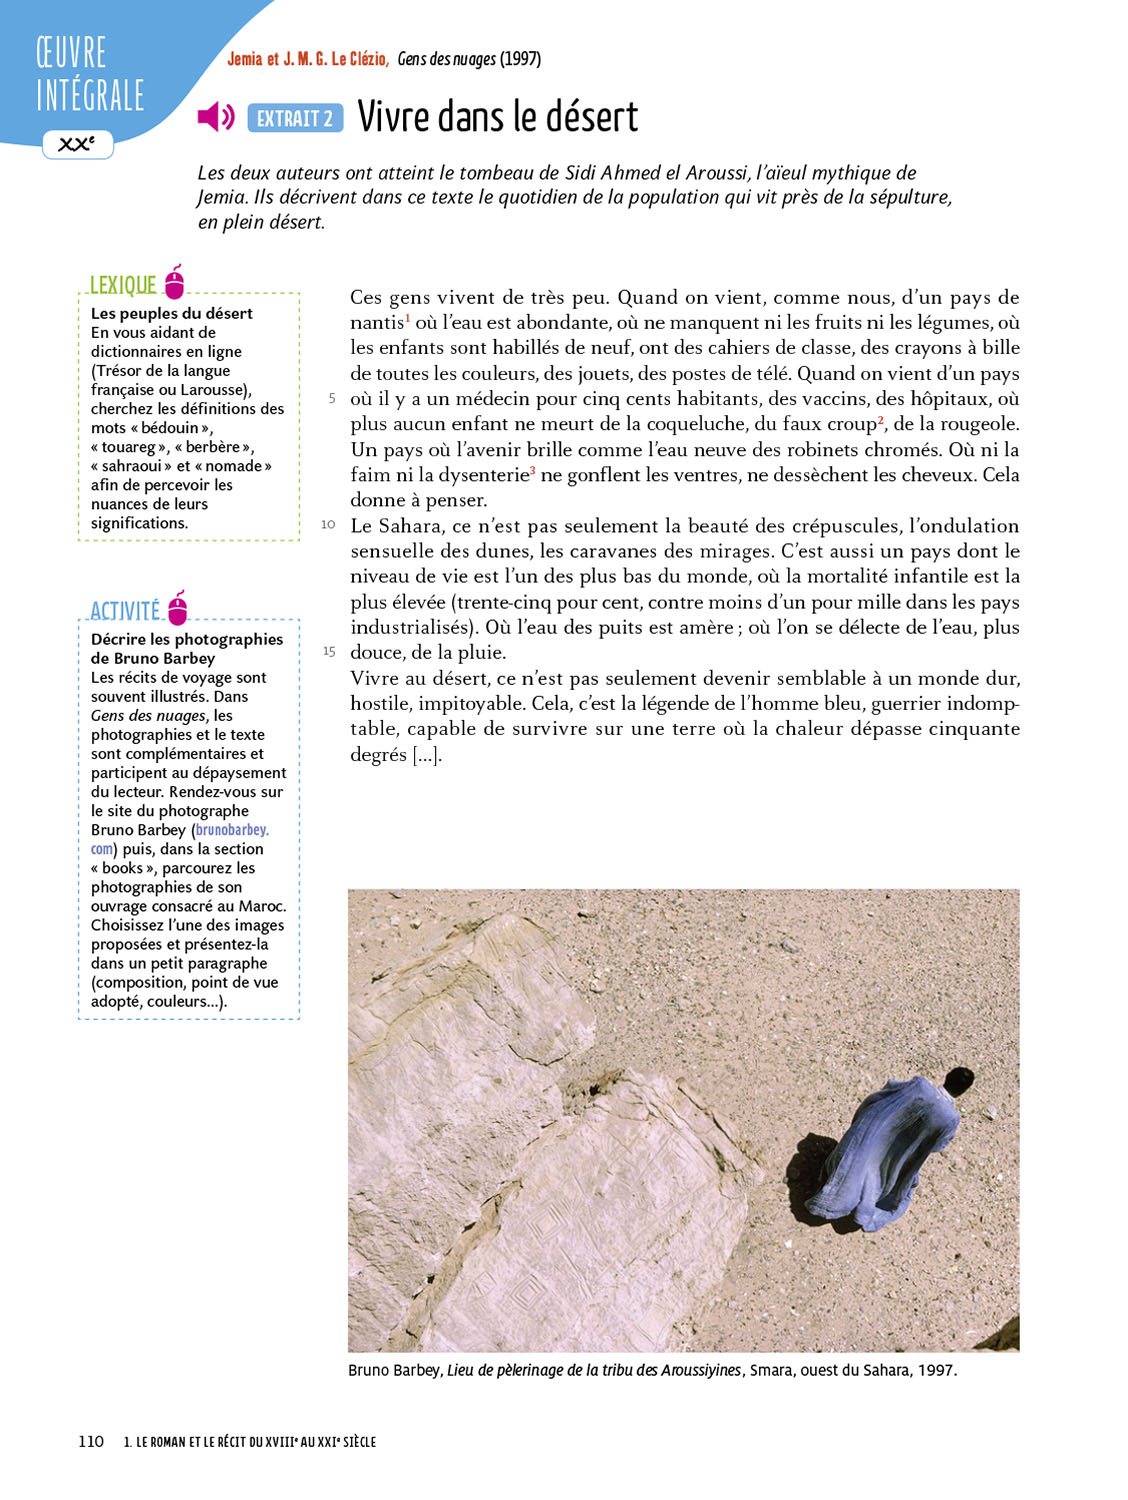 ŒUVRE
INTÉGRALE
XXe
Jemia et J. M. G. Le Clézio, Gens des nuages (1997)
EXTRAIT 2 Vivre dans le désert
Les deux auteurs ont atteint le tombeau de Sidi Ahmed el Aroussi, l’aïeul mythique de
Jemia. Ils décrivent dans ce texte le quotidien de la population qui vit près de la sépulture,
en plein désert.
LEXIQUE
Les peuples du désert
En vous aidant de
dictionnaires en ligne
(Trésor de la langue
française ou Larousse),
cherchez les définitions des
mots « bédouin »,
« touareg », « berbère »,
« sahraoui » et « nomade »
afin de percevoir les
nuances de leurs
significations.
ACTIVITÉ
Décrire les photographies
de Bruno Barbey
Les récits de voyage sont
souvent illustrés. Dans
Gens des nuages, les
photographies et le texte
sont complémentaires et
participent au dépaysement
du lecteur. Rendez-vous sur
le site du photographe
Bruno Barbey (brunobarbey.
com) puis, dans la section
« books », parcourez les
photographies de son
ouvrage consacré au Maroc.
Choisissez l’une des images
proposées et présentez-la
dans un petit paragraphe
(composition, point de vue
adopté, couleurs...).
Ces gens vivent de très peu. Quand on vient, comme nous, d’un pays de
nantis1 où l’eau est abondante, où ne manquent ni les fruits ni les légumes, où
les enfants sont habillés de neuf, ont des cahiers de classe, des crayons à bille
de toutes les couleurs, des jouets, des postes de télé. Quand on vient d’un pays
5 où il y a un médecin pour cinq cents habitants, des vaccins, des hôpitaux, où
plus aucun enfant ne meurt de la coqueluche, du faux croup2, de la rougeole.
Un pays où l’avenir brille comme l’eau neuve des robinets chromés. Où ni la
faim ni la dysenterie3 ne gonflent les ventres, ne dessèchent les cheveux. Cela
donne à penser.
10 Le Sahara, ce n’est pas seulement la beauté des crépuscules, l’ondulation
sensuelle des dunes, les caravanes des mirages. C’est aussi un pays dont le
niveau de vie est l’un des plus bas du monde, où la mortalité infantile est la
plus élevée (trente-cinq pour cent, contre moins d’un pour mille dans les pays
industrialisés). Où l’eau des puits est amère ; où l’on se délecte de l’eau, plus
15 douce, de la pluie.
Vivre au désert, ce n’est pas seulement devenir semblable à un monde dur,
hostile, impitoyable. Cela, c’est la légende de l’homme bleu, guerrier indomp-
table, capable de survivre sur une terre où la chaleur dépasse cinquante
degrés [...].
Bruno Barbey, Lieu de pèlerinage de la tribu des Aroussiyines, Smara, ouest du Sahara, 1997.
110 1. LE ROMAN ET LE RÉCIT DU XVIIIe AU XXIe SIÈCLE